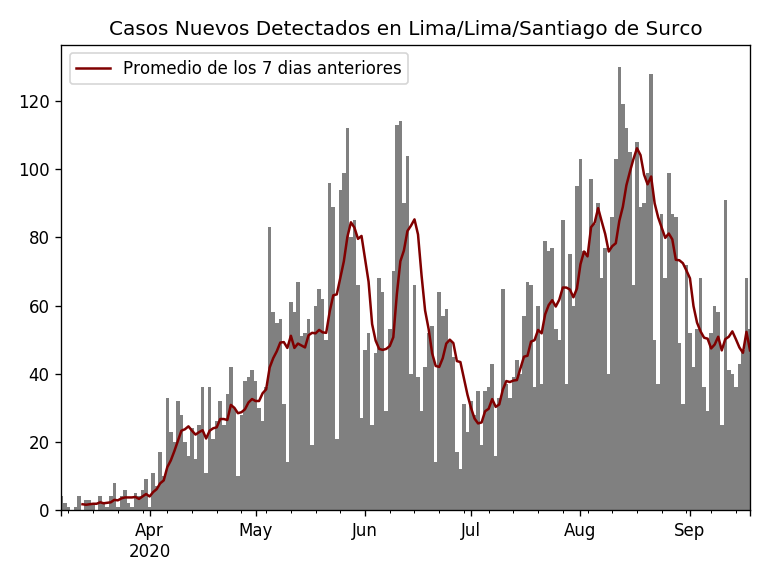 Casos Nuevos Detectados en Lima/Lima/Santiago de Surco
Promedio de los 7 dias anteriores
120
100
80
60
40
20
0
Apr May Jun Jul Aug Sep
2020